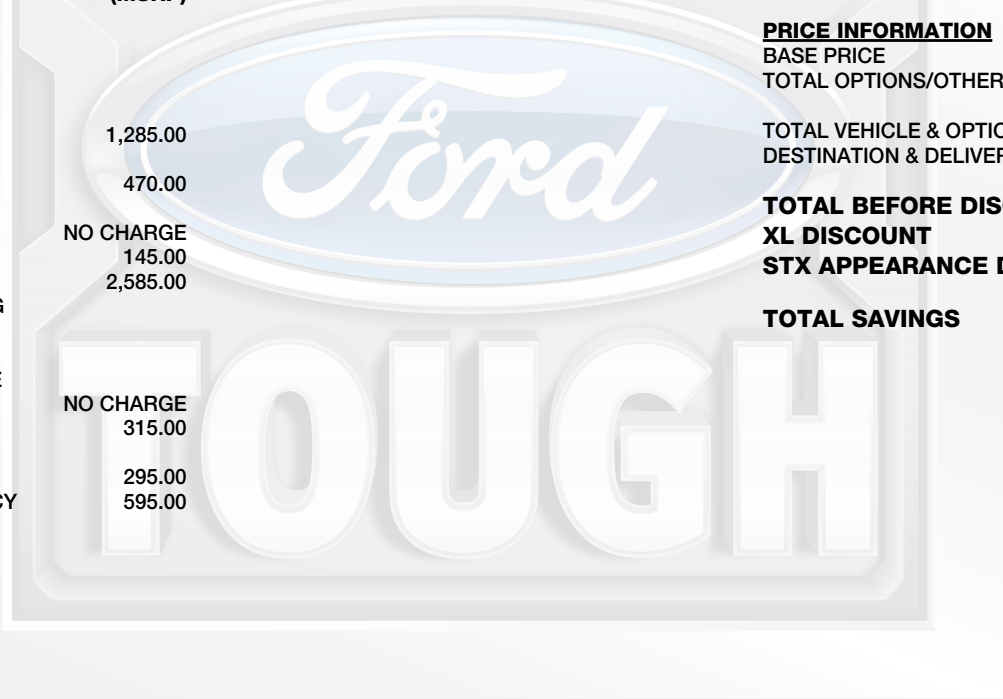 (MSRP)
1,285.00
470.00
NO CHARGE
145.00
2,585.00
G
E
NO CHARGE
315.00
295.00
CY
595.00
Ford
TOUGH
PRICE INFORMATION
BASE PRICE
TOTAL OPTIONS/OTHER
TOTAL VEHICLE & OPTIO
DESTINATION & DELIVER
TOTAL BEFORE DISC
XL DISCOUNT
STX APPEARANCE D
TOTAL SAVINGS